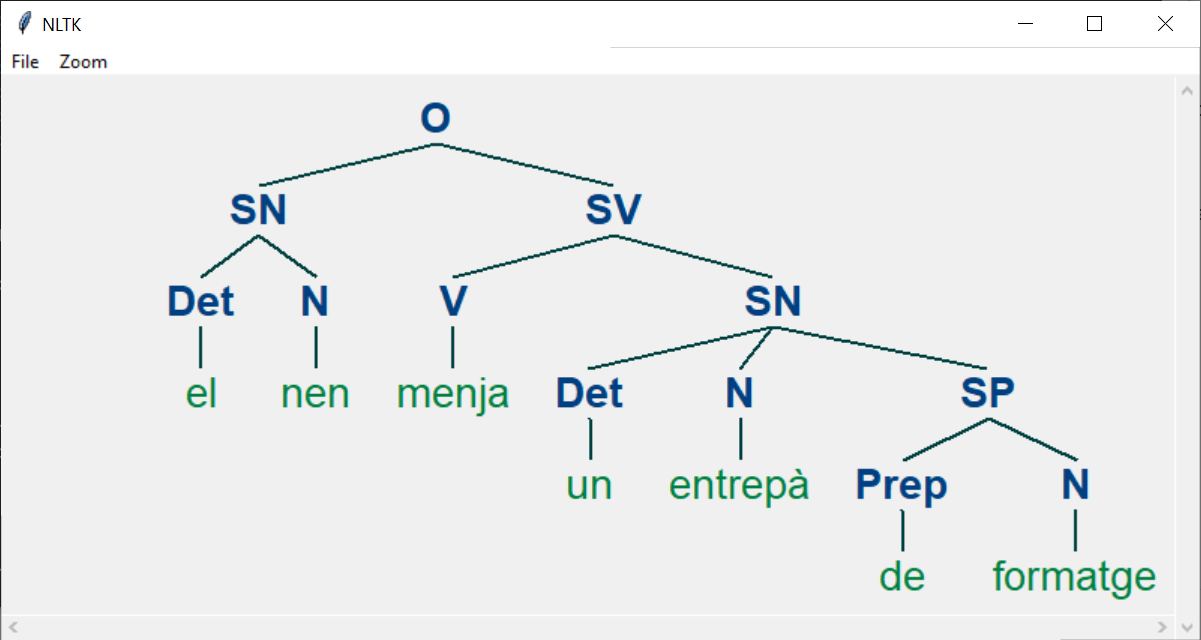 NLTK
File Zoom
O
SN SV
Det N V SN
el nen menja Det N SP
un entrepà Prep N
de formatge